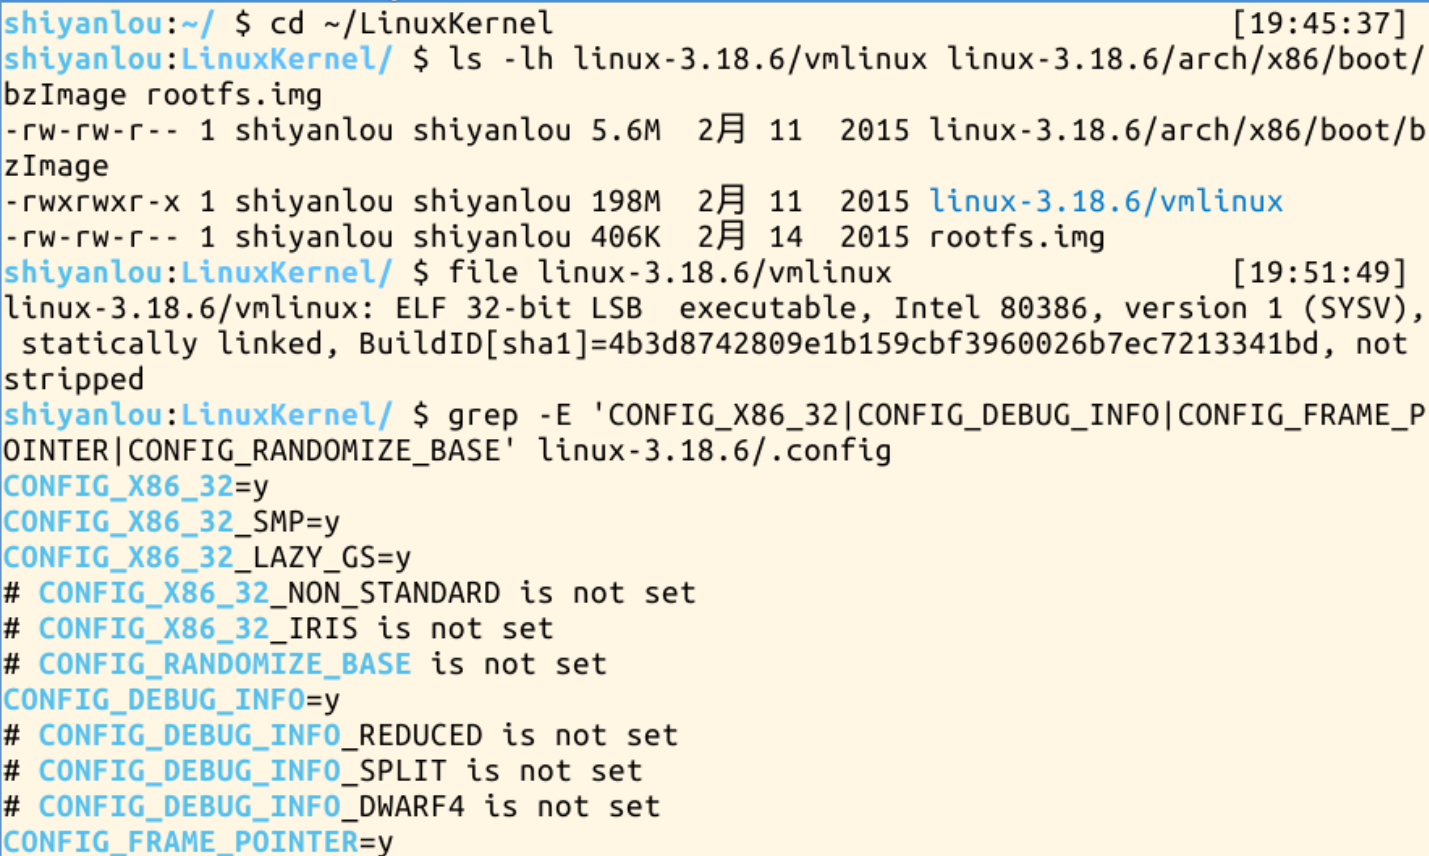 shiyanlou:~/ $ cd ~/LinuxKernel [19:45:37]
shiyanlou:LinuxKernel/ $ ls -lh linux-3.18.6/vmlinux linux-3.18.6/arch/x86/boot/
bzImage rootfs.img
-rw-rw-r-- 1 shiyanlou shiyanlou 5.6M  2月 11  2015 linux-3.18.6/arch/x86/boot/b
zImage
-rwxrwxr-x 1 shiyanlou shiyanlou 198M  2月 11  2015 linux-3.18.6/vmlinux
-rw-rw-r-- 1 shiyanlou shiyanlou 406K  2月 14  2015 rootfs.img
shiyanlou:LinuxKernel/ $ file linux-3.18.6/vmlinux [19:51:49]
linux-3.18.6/vmlinux: ELF 32-bit LSB  executable, Intel 80386, version 1 (SYSV),
 statically linked, BuildID[sha1]=4b3d8742809e1b159cbf3960026b7ec7213341bd, not
stripped
shiyanlou:LinuxKernel/ $ grep -E 'CONFIG_X86_32|CONFIG_DEBUG_INFO|CONFIG_FRAME_P
OINTER|CONFIG_RANDOMIZE_BASE' linux-3.18.6/.config
CONFIG_X86_32=y
CONFIG_X86_32_SMP=y
CONFIG_X86_32_LAZY_GS=y
# CONFIG_X86_32_NON_STANDARD is not set
# CONFIG_X86_32_IRIS is not set
# CONFIG_RANDOMIZE_BASE is not set
CONFIG_DEBUG_INFO=y
# CONFIG_DEBUG_INFO_REDUCED is not set
# CONFIG_DEBUG_INFO_SPLIT is not set
# CONFIG_DEBUG_INFO_DWARF4 is not set
CONFIG_FRAME_POINTER=y